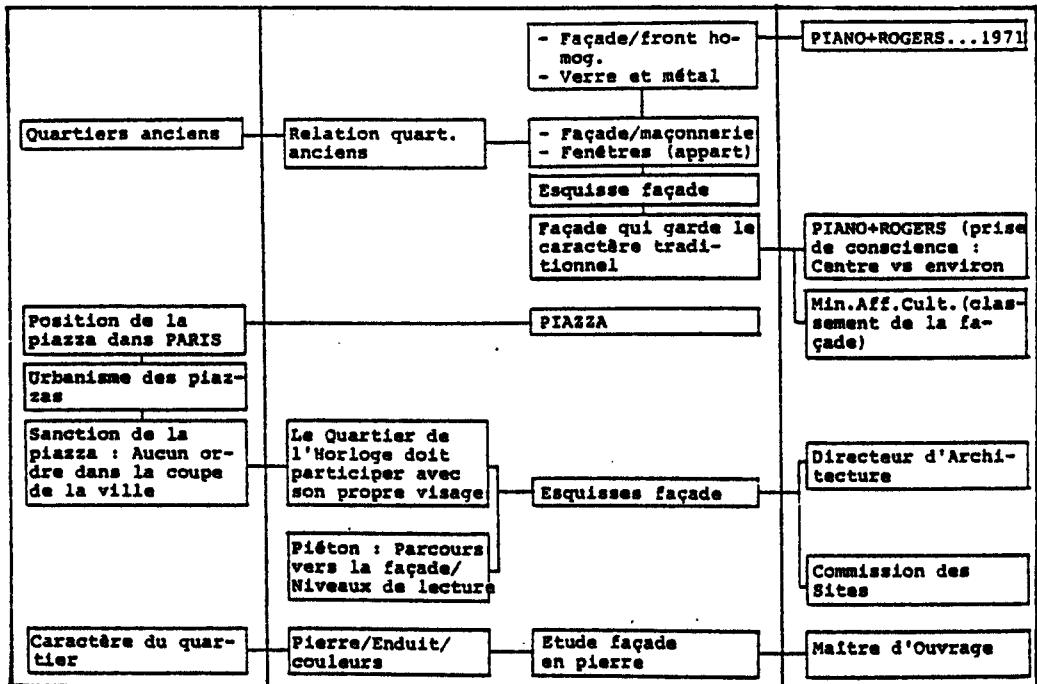 - Façade/front ho-
mog.
- Verre et métal
PIANO+ROGERS...1971
Quartiers anciens
Relation quart.
anciens
- Façade/maçonnerie
- Fenêtres (appart)
Esquisse façade
Façade qui garde le
caractère tradi-
tionnel
PIANO+ROGERS (prise
de conscience :
Centre vs environ
Min.Aff.Cult.(clas-
sement de la fa-
çade)
Position de la
piazza dans PARIS
PIAZZA
Urbanisme des piaz-
zas
Sanction de la
piazza : Aucun or-
dre dans la coupe
de la ville
Le Quartier de
l'Horloge doit
participer avec
son propre visage
Piéton : Parcours
vers la façade/
Niveaux de lecture
Esquisses façade
Directeur d'Archi-
tecture
Commission des
Sites
Caractère du quar-
tier
Pierre/Enduit/
couleurs
Etude façade
en pierre
Maître d'Ouvrage